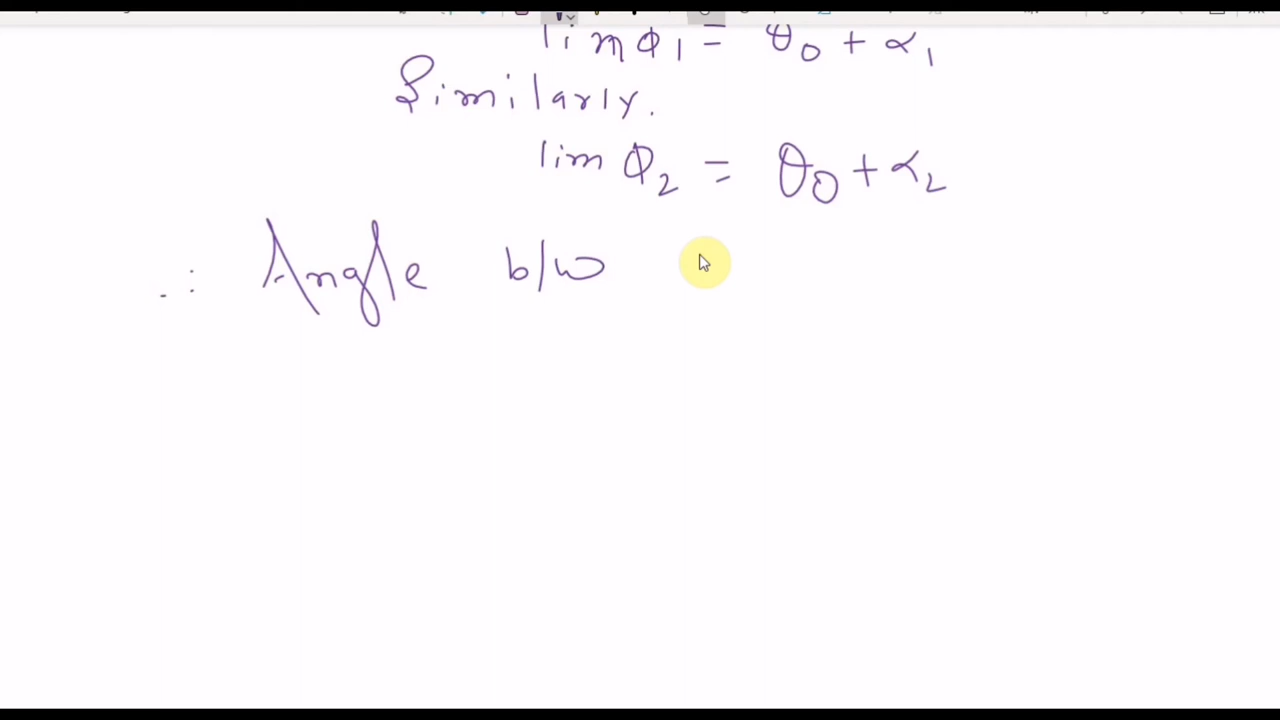 lim Φ₁ = θ₀ + α₁
Similarly.
lim Φ₂ = θ₀ + α₂
∴ Angle b/w